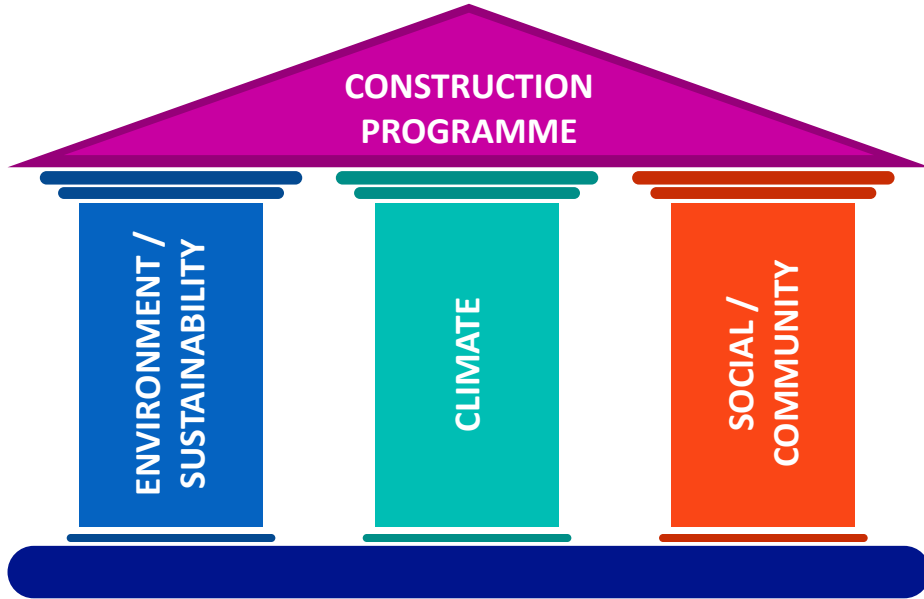 CONSTRUCTION
PROGRAMME
ENVIRONMENT /
SUSTAINABILITY
CLIMATE
SOCIAL /
COMMUNITY